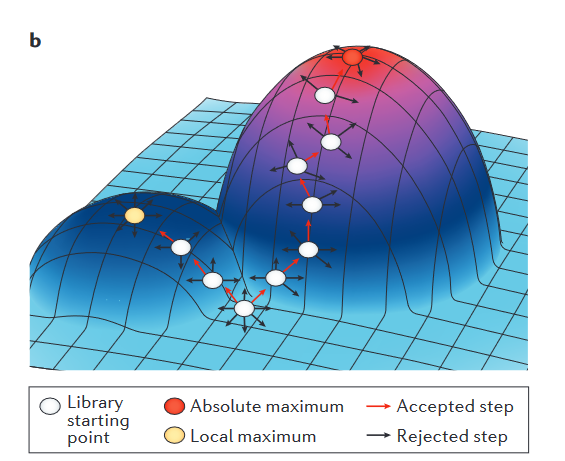 b
Library starting point
Absolute maximum
Local maximum
Accepted step
Rejected step